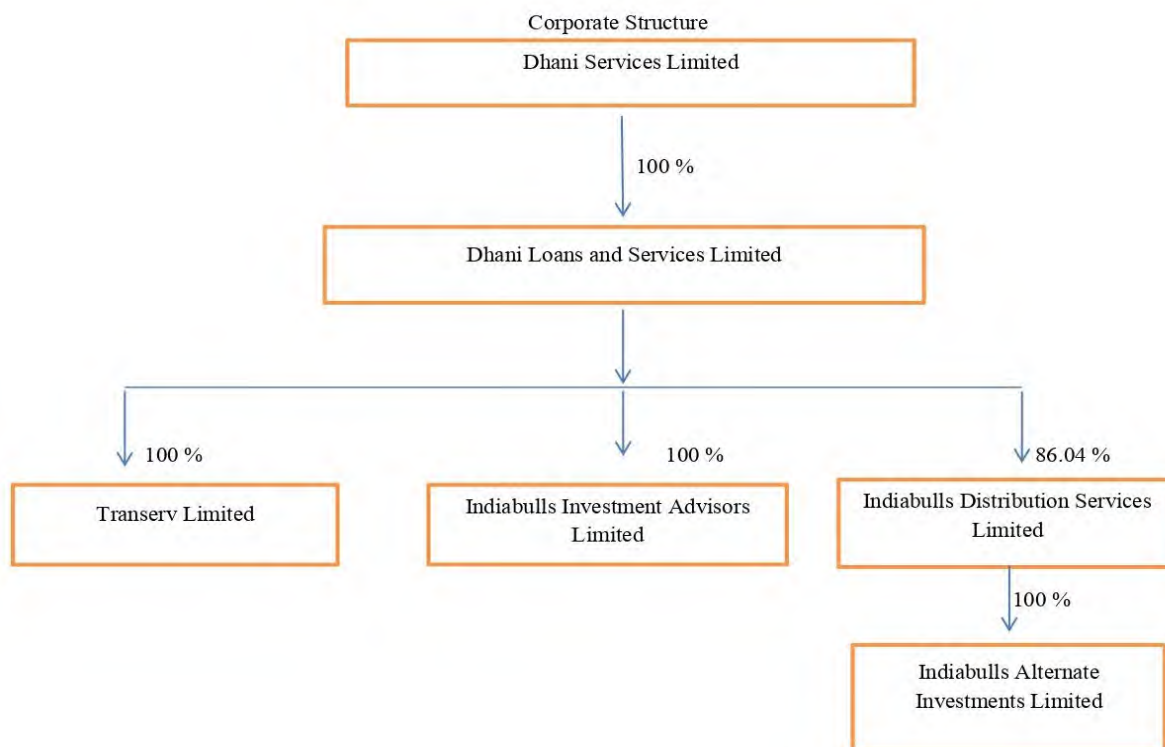 Corporate Structure
Dhani Services Limited
100 %
Dhani Loans and Services Limited
100 %
100 %
86.04 %
Transerv Limited
Indiabulls Investment Advisors
Limited
Indiabulls Distribution Services
Limited
100 %
Indiabulls Alternate
Investments Limited